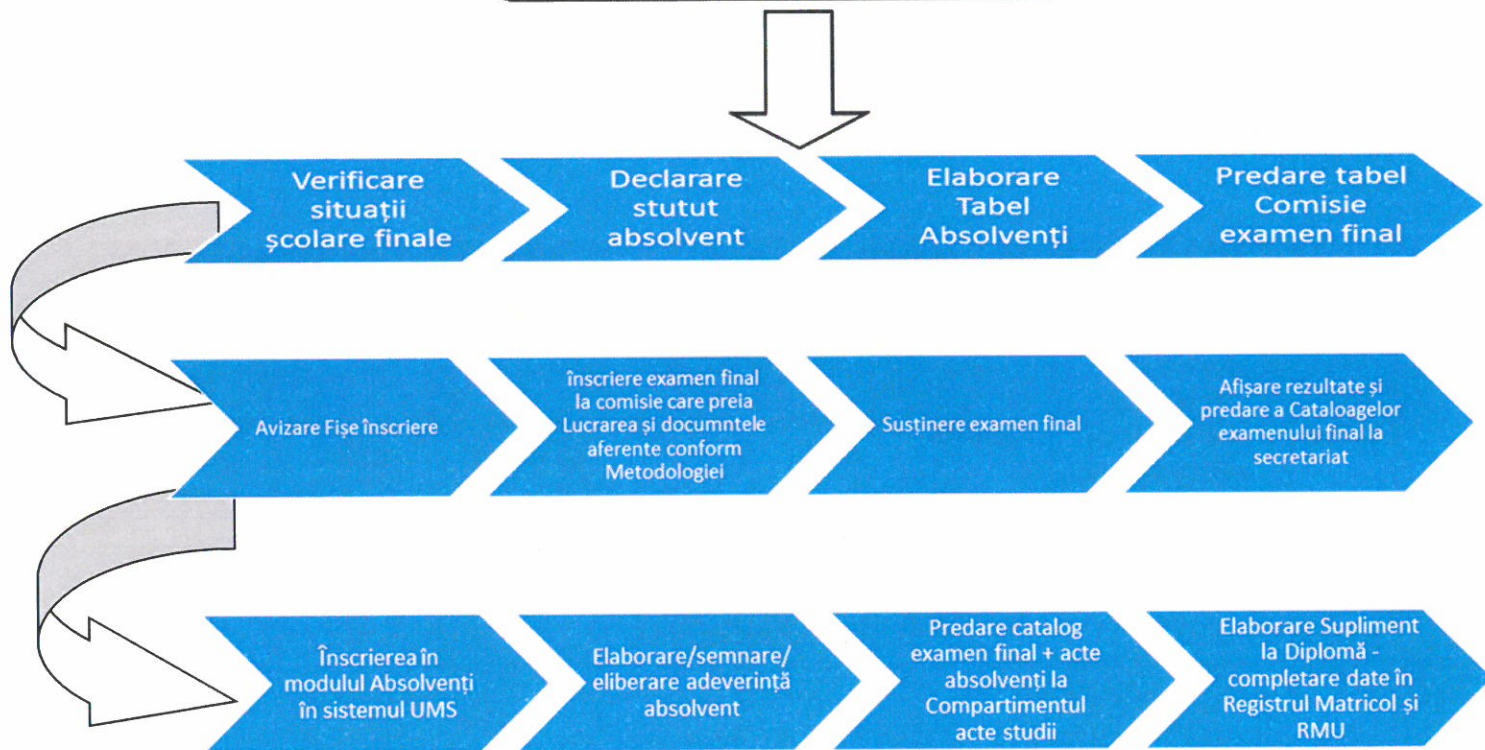 Verificare
situații
școlare finale
Declarare
stutut
absolvent
Elaborare
Tabel
Absolvenți
Predare tabel
Comisie
examen final
Avizare Fișe înscriere
înscriere examen final
la comisie care preia
Lucrarea și documntele
aferente conform
Metodologiei
Susținere examen final
Afișare rezultate și
predare a Cataloagelor
examenului final la
secretariat
Înscrierea în
modulul Absolvenți
în sistemul UMS
Elaborare/semnare/
eliberare adeverință
absolvent
Predare catalog
examen final + acte
absolvenți la
Compartimentul
acte studii
Elaborare Supliment
la Diplomă -
completare date în
Registrul Matricol și
RMU